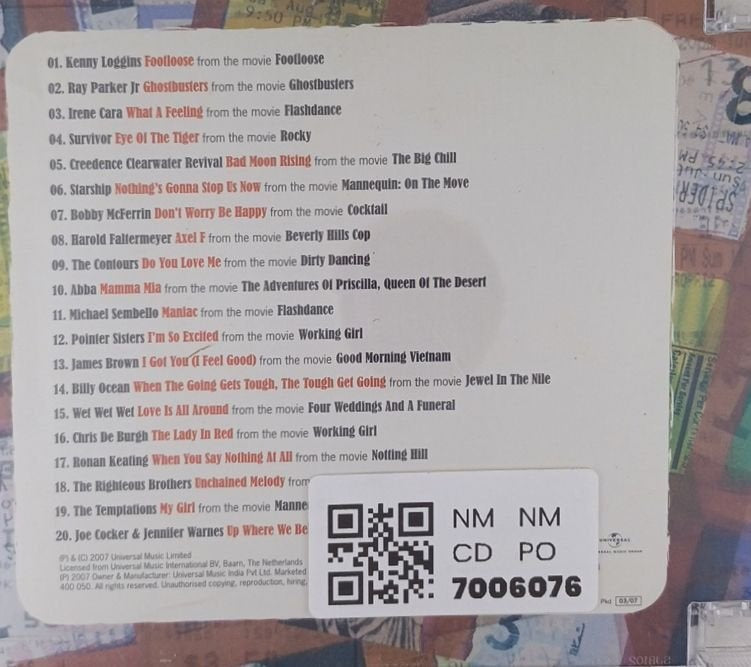 9:50 PM
01. Kenny Loggins Footloose from the movie Footloose
02. Ray Parker Jr Ghostbusters from the movie Ghostbusters
03. Irene Cara What A Feeling from the movie Flashdance
04. Survivor Eye Of The Tiger from the movie Rocky
05. Creedence Clearwater Revival Bad Moon Rising from the movie The Big Chill
06. Starship Nothing's Gonna Stop Us Now from the movie Mannequin: On The Move
07. Bobby McFerrin Don't Worry Be Happy from the movie Cocktail
08. Harold Faltermeyer Axel F from the movie Beverly Hills Cop
09. The Contours Do You Love Me from the movie Dirty Dancing
10. Abba Mamma Mia from the movie The Adventures Of Priscilla, Queen Of The Desert
11. Michael Sembello Maniac from the movie Flashdance
12. Pointer Sisters I'm So Excited from the movie Working Girl
13. James Brown I Got You (I Feel Good) from the movie Good Morning Vietnam
14. Billy Ocean When The Going Gets Tough, The Tough Get Going from the movie Jewel In The Nile
15. Wet Wet Wet Love Is All Around from the movie Four Weddings And A Funeral
16. Chris De Burgh The Lady In Red from the movie Working Girl
17. Ronan Keating When You Say Nothing At All from the movie Notting Hill
18. The Righteous Brothers Unchained Melody from
19. The Temptations My Girl from the movie Manne
20. Joe Cocker & Jennifer Warnes Up Where We Be
(P) & (C) 2007 Universal Music Limited
Licensed from Universal Music International BV, Baarn, The Netherlands
(P) 2007 Owner & Manufacturer: Universal Music India Pvt Ltd. Marketed
400 050. All rights reserved. Unauthorised copying, reproduction, hiring,
NM NM
CD PO
7006076
UNIVERSAL
Pkd 03/07
2:45 PM
SPIDER